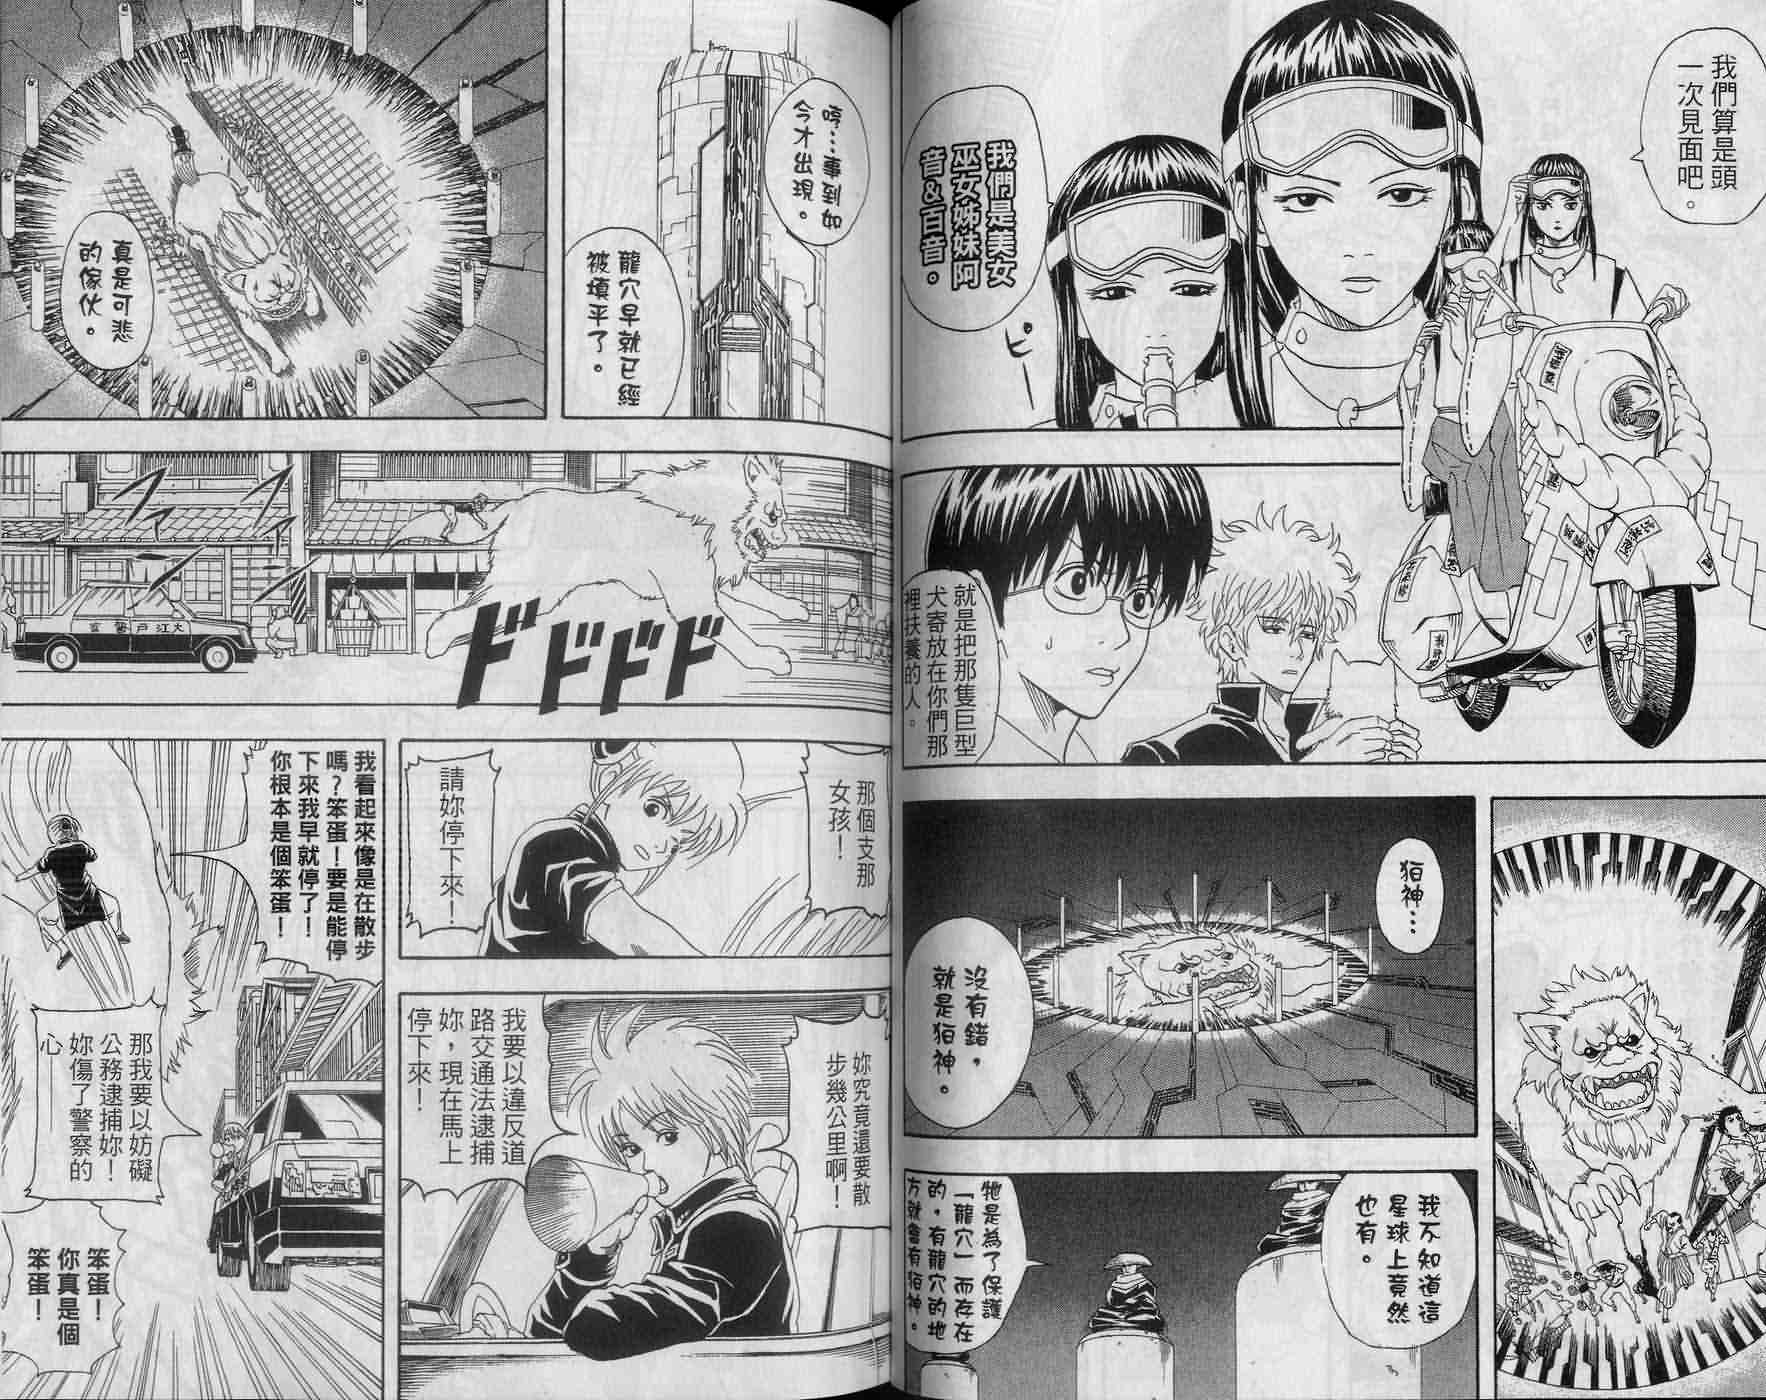 我們算是頭
一次見面吧。
我們是美女
巫女姊妹阿
音&百音。
ピー
就是把那隻巨型
犬寄放在你們那
裡扶養的人。
狛神…
沒有錯，
就是狛神。
我不知道這
星球上竟然
也有。
牠是為了保護
「龍穴」而存在
的，有龍穴的地
方就會有狛神。
哼…事到如
今才出現。
龍穴早就已經
被填平了。
真是可悲
的傢伙。
ファンファン
大江戸警察
ドドドド
那個支那
女孩！
請妳停下來！
妳究竟還要散
步幾公里啊！
我要以違反道
路交通法逮捕
妳，現在馬上
停下來！
我看起來像是在散步
嗎？笨蛋！要是能停
下來我早就停了！
你根本是個笨蛋！
那我要以妨礙
公務逮捕妳！
妳傷了警察的
心——
笨蛋！
你真是個
笨蛋！